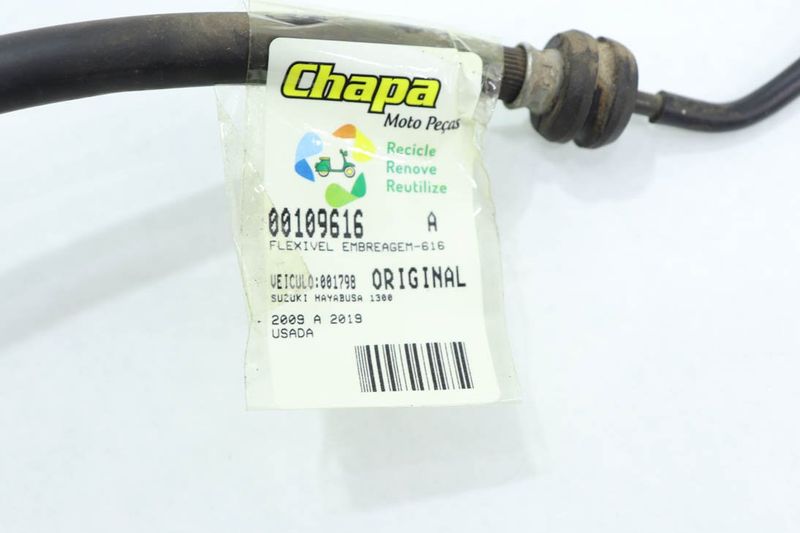 Chapa
Moto Peças
Recicle
Renove
Reutilize
00109616 A
FLEXIVEL EMBREAGEM-616
VEICULO:001798 ORIGINAL
SUZUKI HAYABUSA 1300
2009 A 2019
USADA